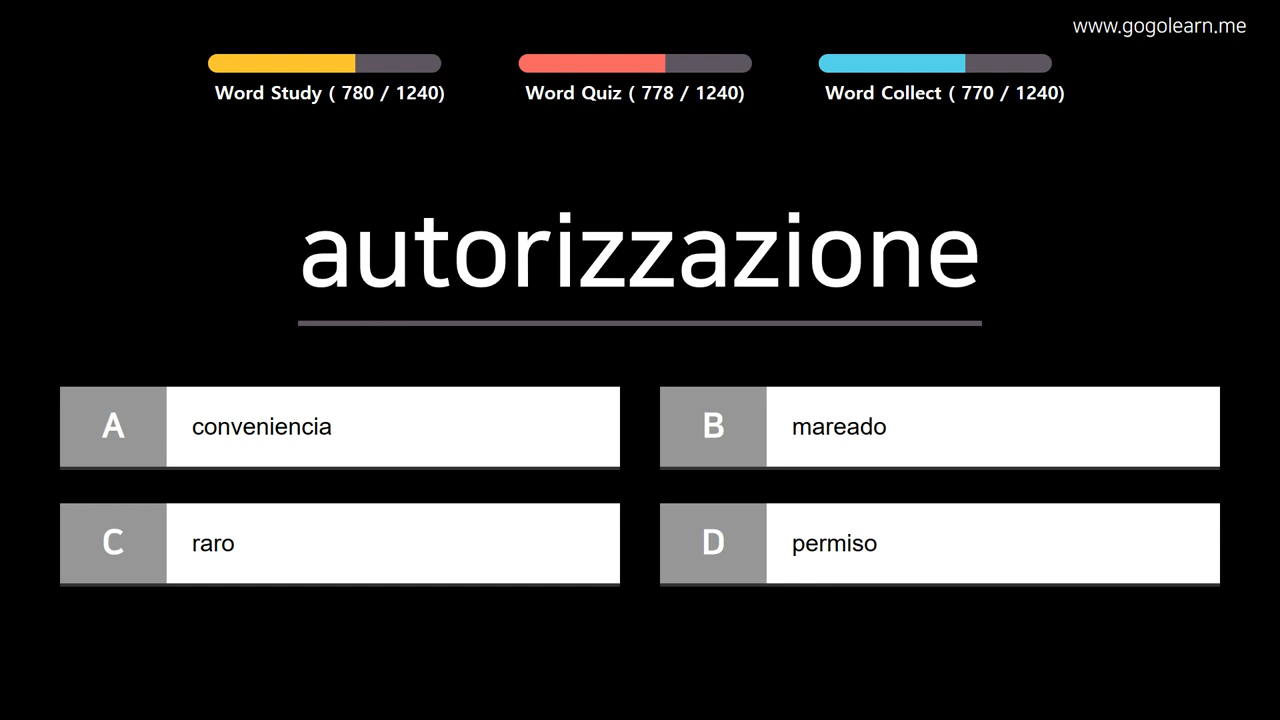 www.gogolearn.me
Word Study ( 780 / 1240)
Word Quiz ( 778 / 1240)
Word Collect ( 770 / 1240)
autorizzazione
A conveniencia
B mareado
C raro
D permiso